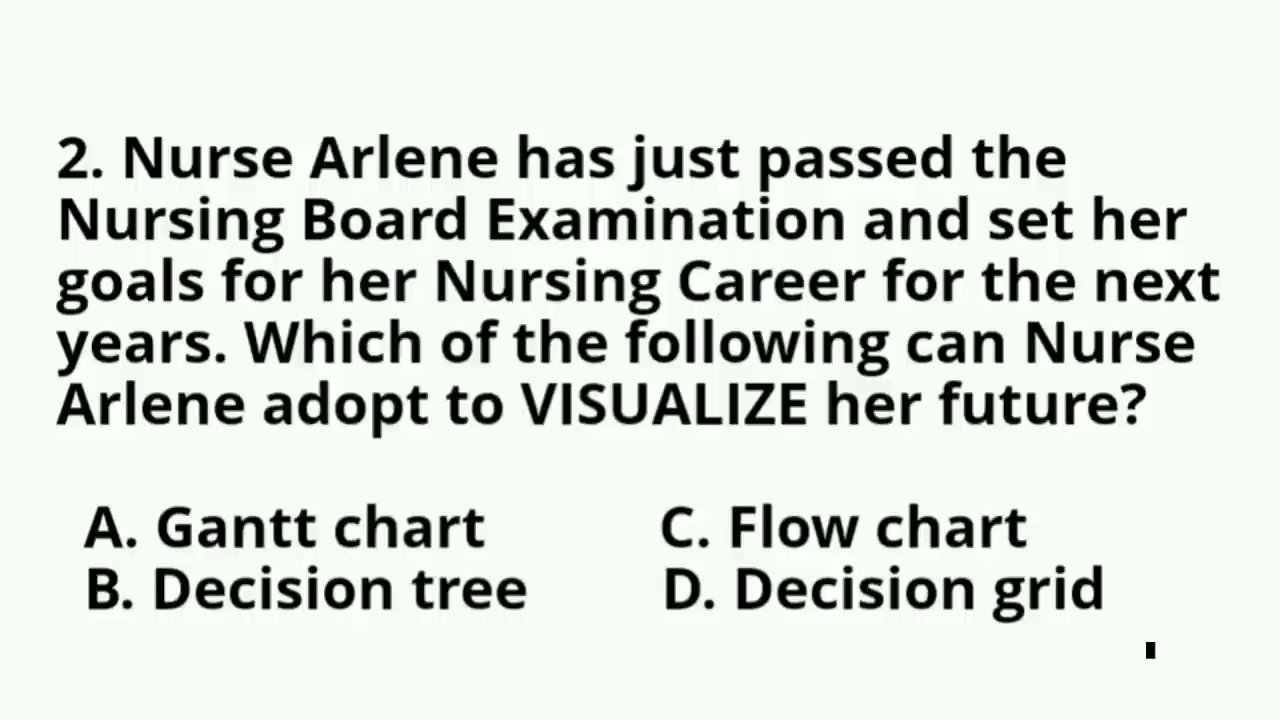 2. Nurse Arlene has just passed the
Nursing Board Examination and set her
goals for her Nursing Career for the next
years. Which of the following can Nurse
Arlene adopt to VISUALIZE her future?
A. Gantt chart
B. Decision tree
C. Flow chart
D. Decision grid